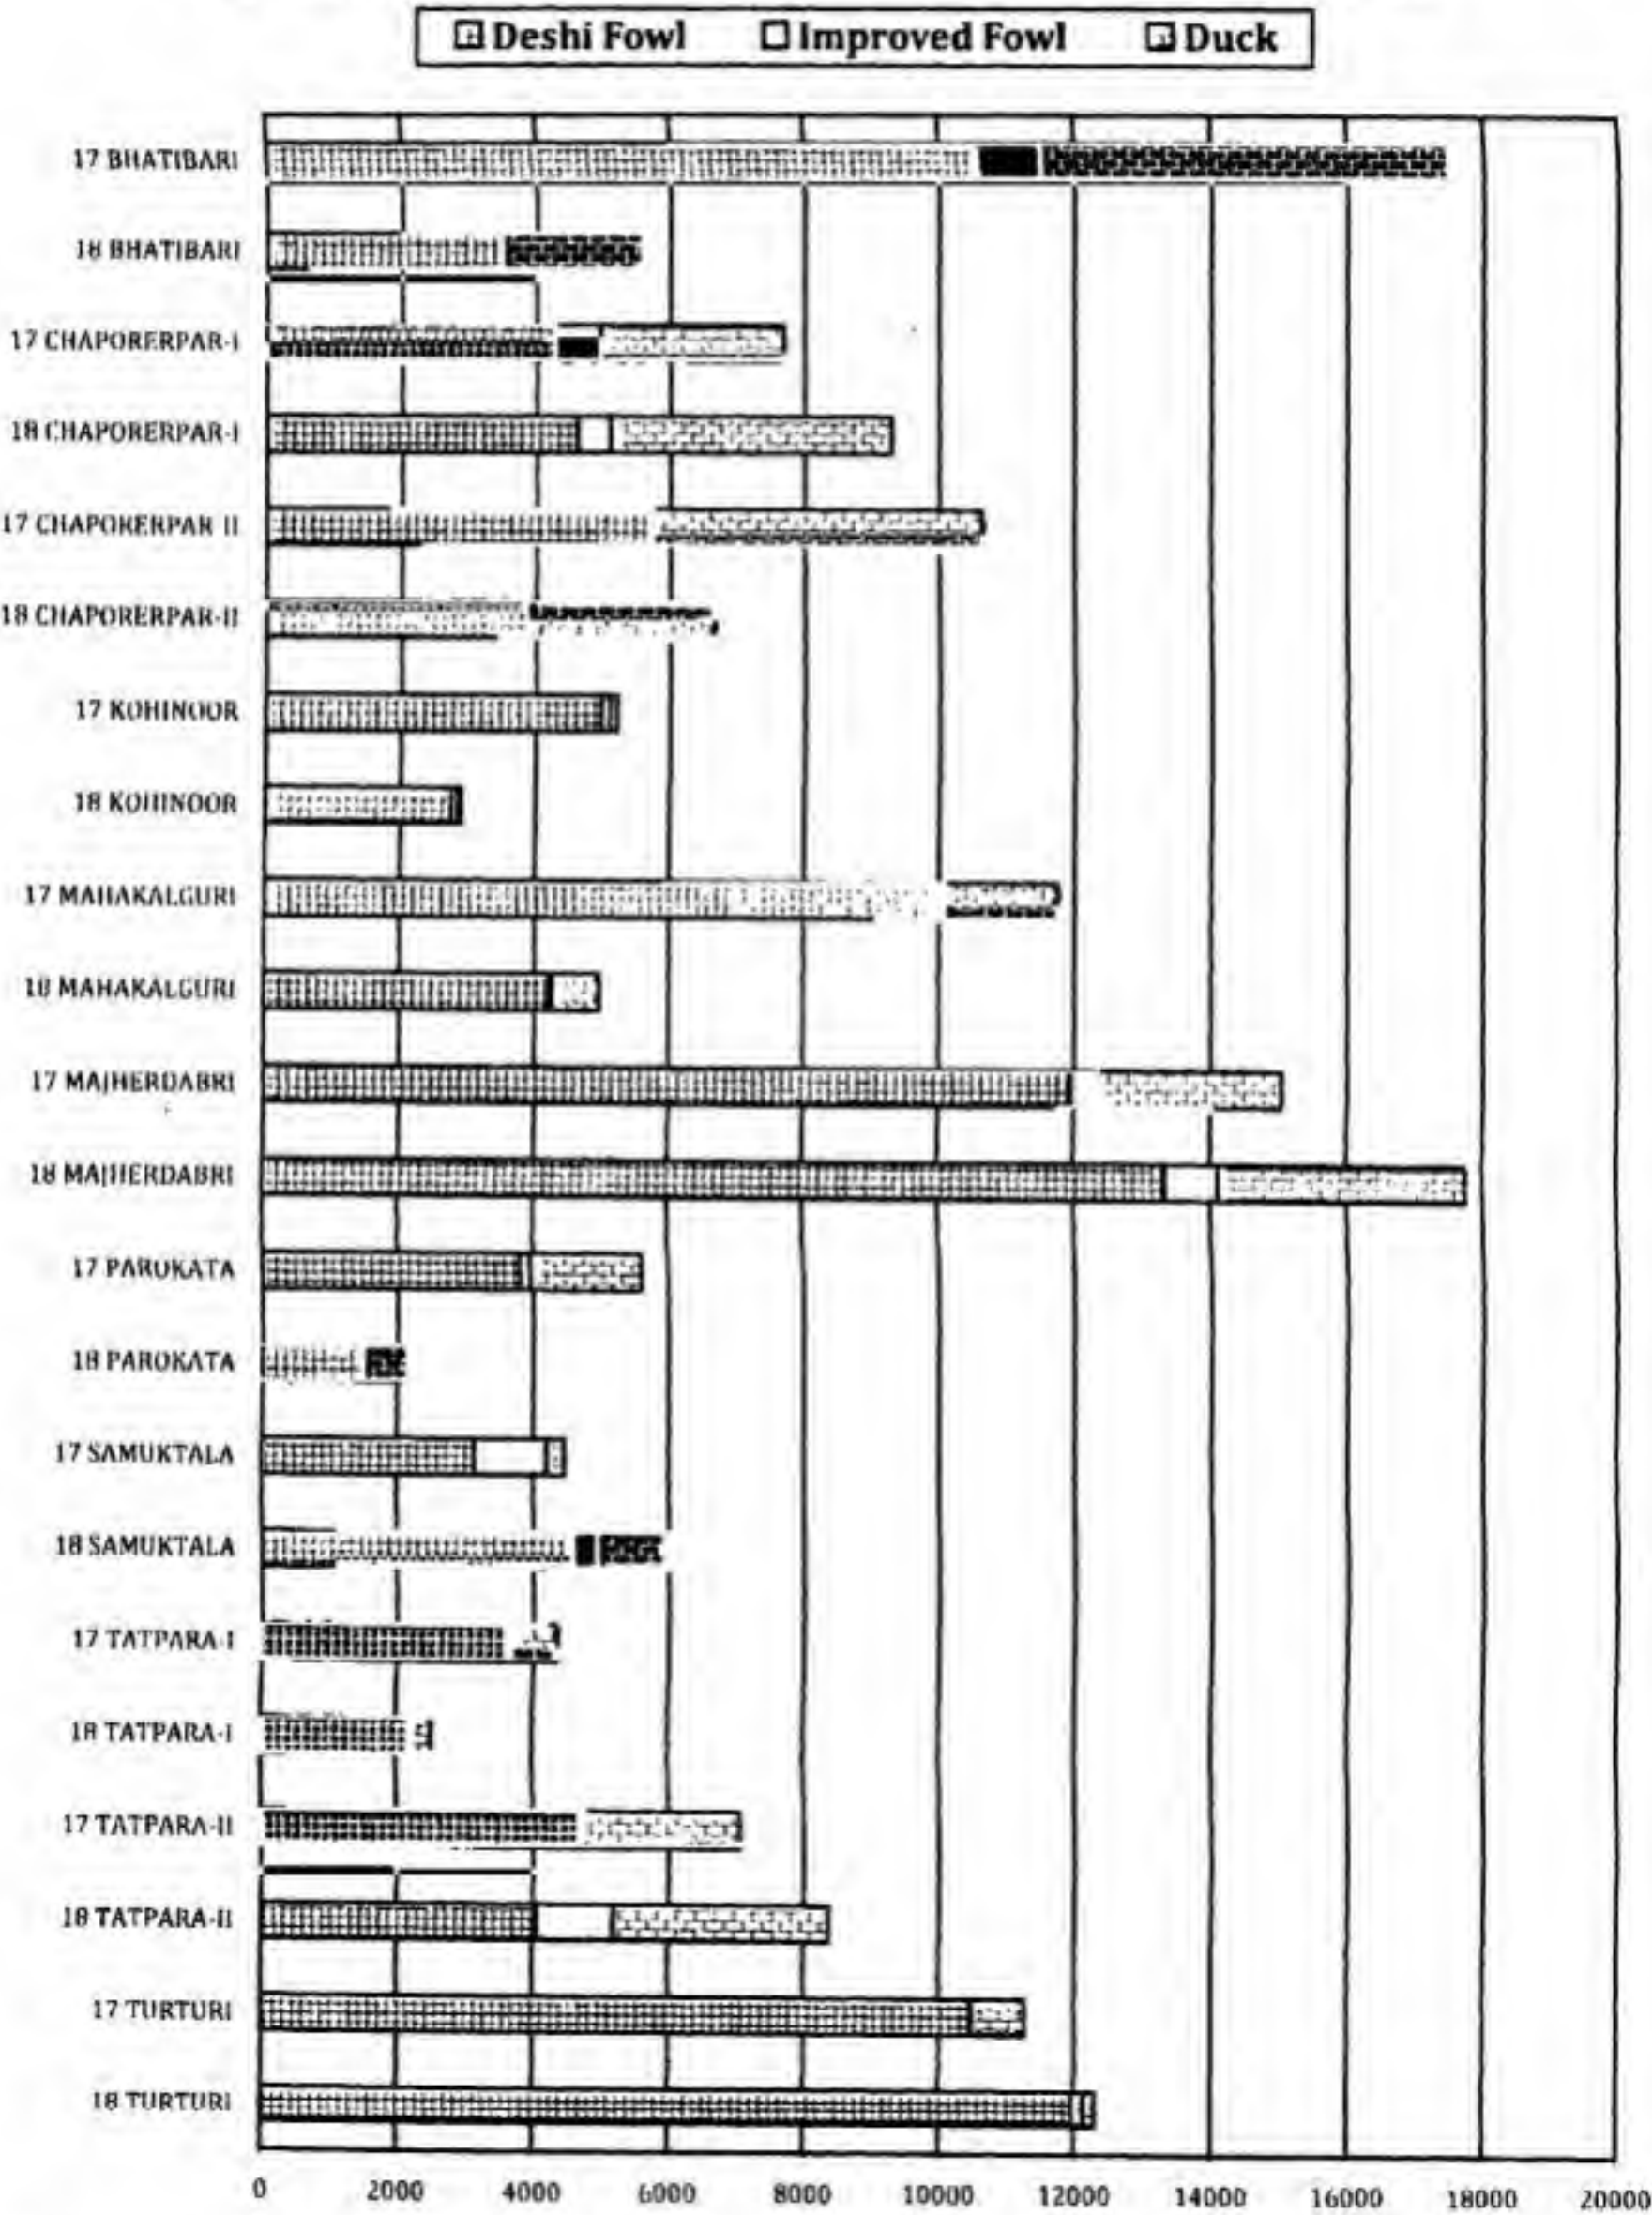 Deshi Fowl Improved Fowl Duck
17 BHATIBARI
18 BHATIBARI
17 CHAPORERPAR-I
18 CHAPORERPAR-I
17 CHAPORERPAR II
18 CHAPORERPAR-II
17 KOHINOOR
18 KOHINOOR
17 MAHAKALGURI
18 MAHAKALGURI
17 MAJHERDABRI
18 MAJHERDABRI
17 PAROKATA
18 PAROKATA
17 SAMUKTALA
18 SAMUKTALA
17 TATPARA-I
18 TATPARA-I
17 TATPARA-II
18 TATPARA-II
17 TURTURI
18 TURTURI
0 2000 4000 6000 8000 10000 12000 14000 16000 18000 20000